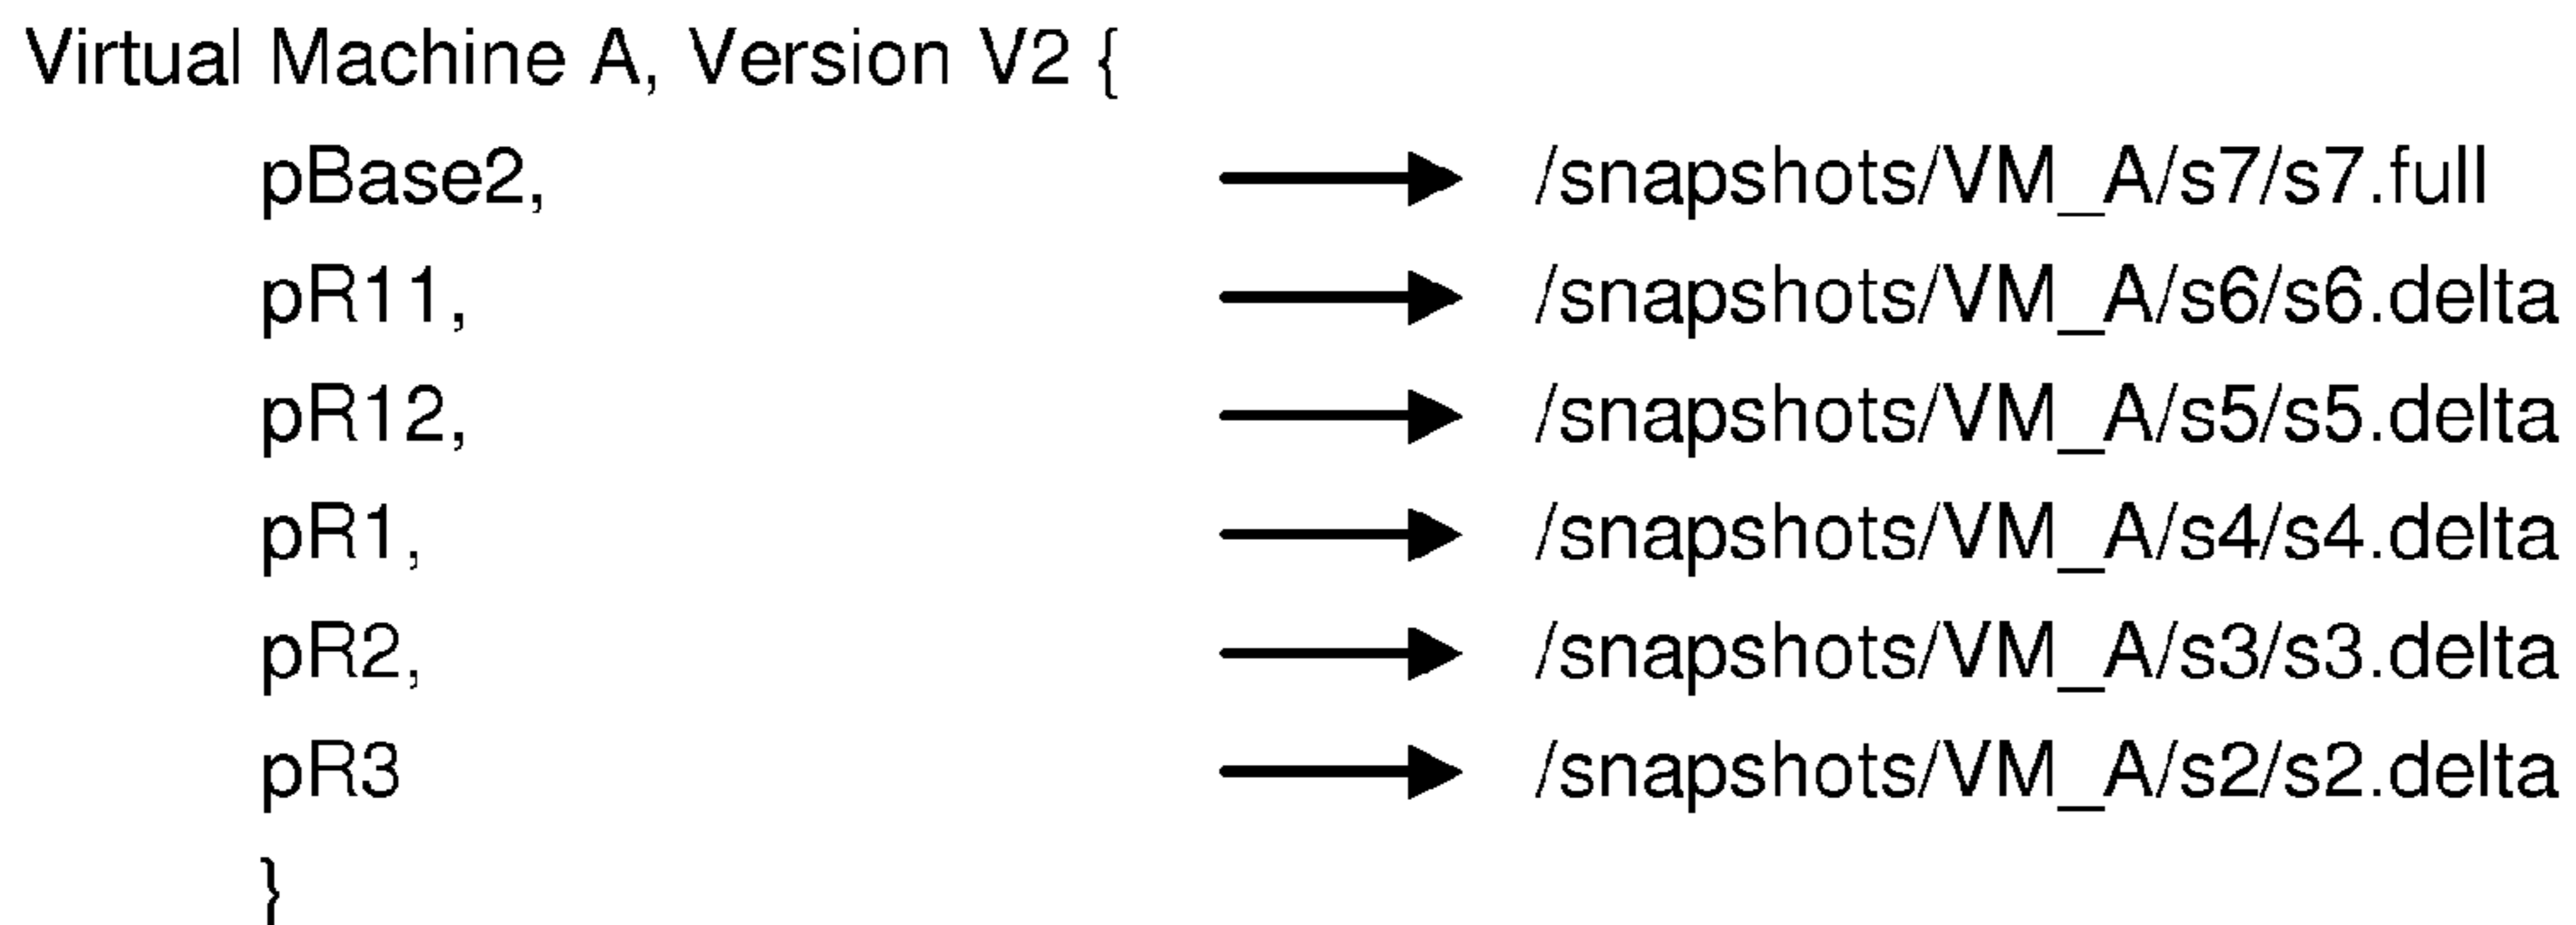 Virtual Machine A, Version V2 {
pBase2, /snapshots/VM_A/s7/s7.full
pR11, /snapshots/VM_A/s6/s6.delta
pR12, /snapshots/VM_A/s5/s5.delta
pR1, /snapshots/VM_A/s4/s4.delta
pR2, /snapshots/VM_A/s3/s3.delta
pR3 /snapshots/VM_A/s2/s2.delta
}